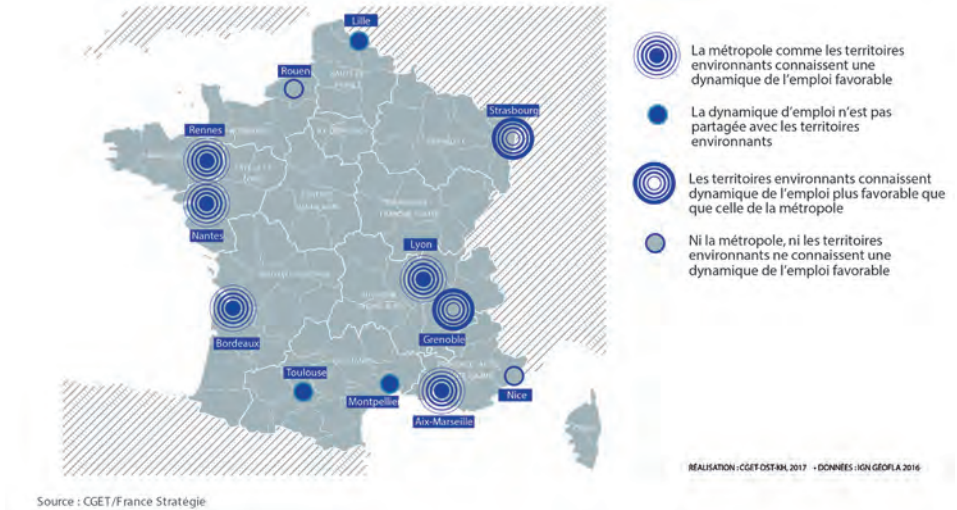 Lille
Rouen
Strasbourg
Rennes
Nantes
Lyon
Bordeaux
Grenoble
Toulouse
Montpellier
Nice
Aix-Marseille
La métropole comme les territoires
environnants connaissent une
dynamique de l'emploi favorable
La dynamique d'emploi n'est pas
partagée avec les territoires
environnants
Les territoires environnants connaissent
dynamique de l'emploi plus favorable que
que celle de la métropole
Ni la métropole, ni les territoires
environnants ne connaissent une
dynamique de l'emploi favorable
RÉALISATION : CGET-DST-KH, 2017 • DONNÉES : IGN GÉOFLA 2016
Source : CGET/France Stratégie